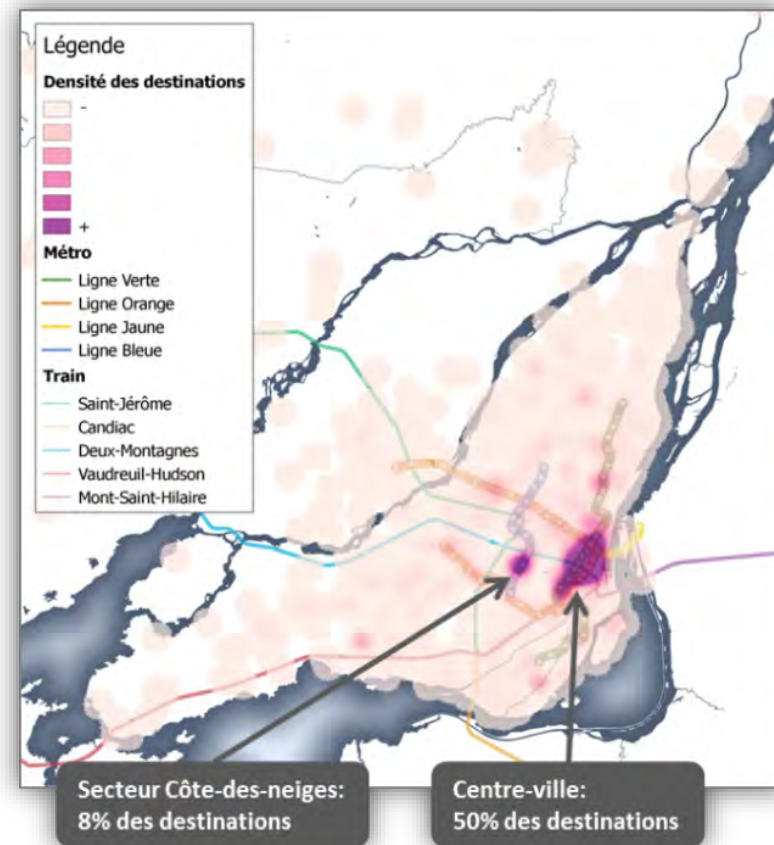 Légende
Densité des destinations
-
+
Métro
Ligne Verte
Ligne Orange
Ligne Jaune
Ligne Bleue
Train
Saint-Jérôme
Candiac
Deux-Montagnes
Vaudreuil-Hudson
Mont-Saint-Hilaire
Secteur Côte-des-neiges:
8% des destinations
Centre-ville:
50% des destinations